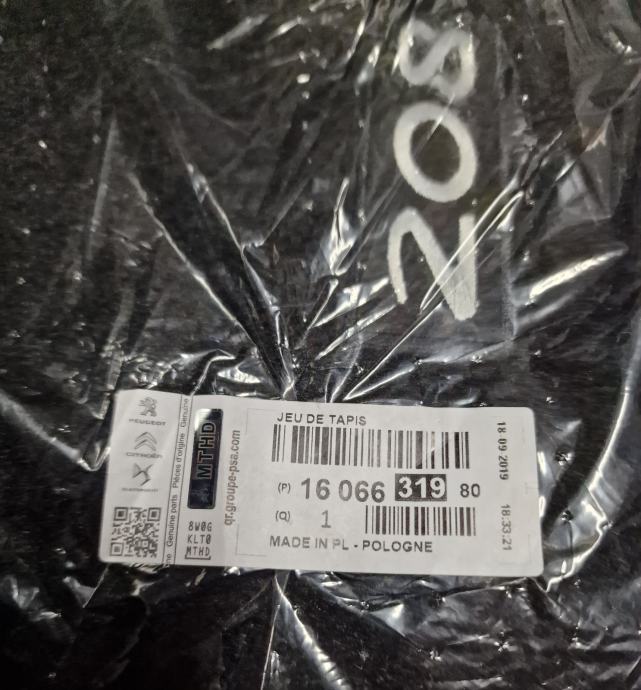 208
PEUGEOT
CITROËN
Genuine parts Pièces d'origine Genuine
MTHD
8W0G
KLT0
MTHD
qr.groupe-psa.com
JEU DE TAPIS
(P) 16 066 319 80
(Q) 1
MADE IN PL - POLOGNE
18 09 2019 18:33:21